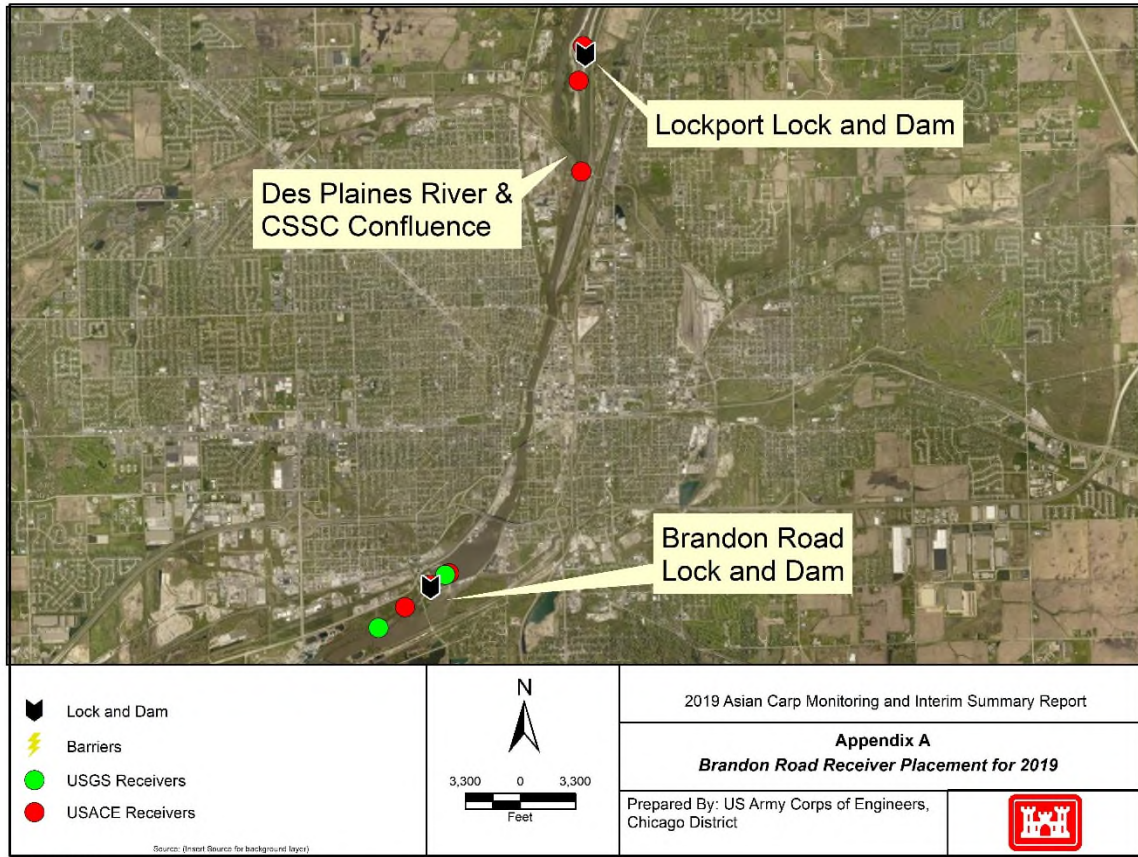 Lockport Lock and Dam
Des Plaines River &
CSSC Confluence
Brandon Road
Lock and Dam
Lock and Dam
Barriers
USGS Receivers
USACE Receivers
Source: (Insert Source for background layer)
N
3,300 0 3,300
Feet
2019 Asian Carp Monitoring and Interim Summary Report
Appendix A
Brandon Road Receiver Placement for 2019
Prepared By: US Army Corps of Engineers,
Chicago District